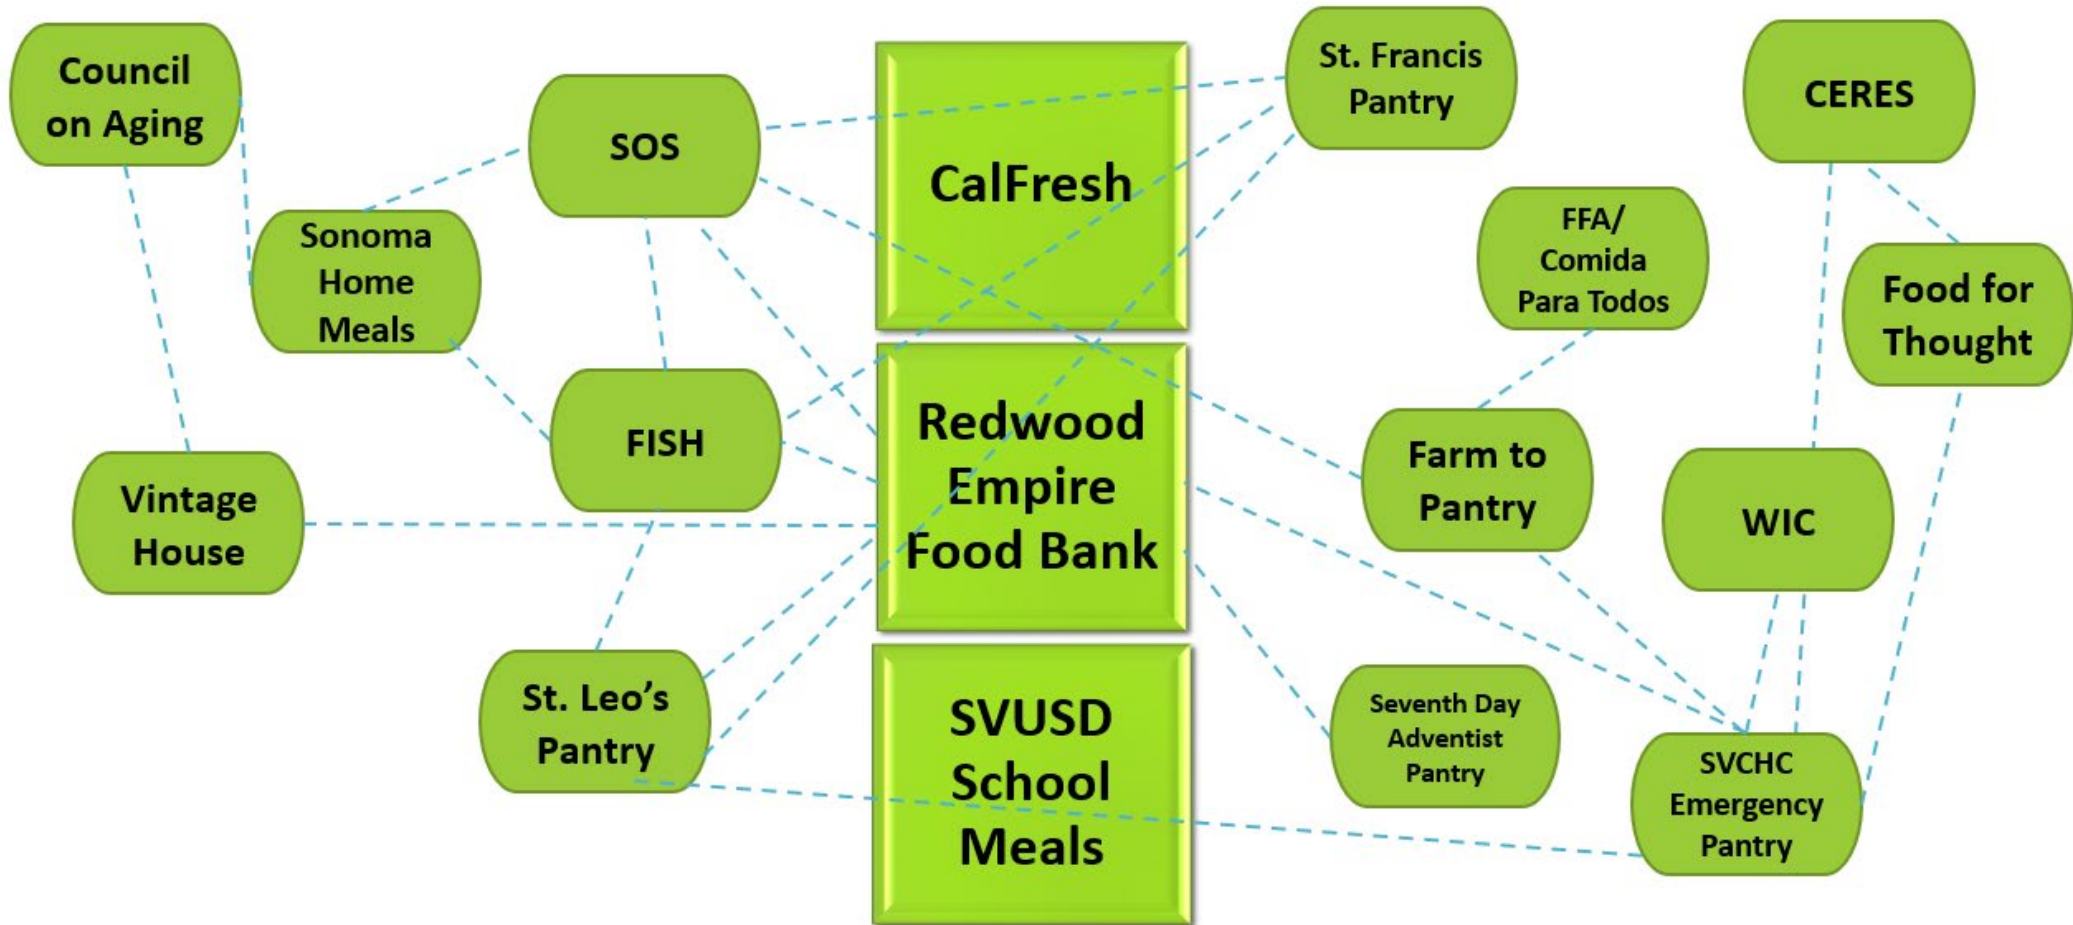 Council
on Aging
SOS
CalFresh
St. Francis
Pantry
CERES
Sonoma
Home
Meals
FFA/
Comida
Para Todos
Food for
Thought
Vintage
House
FISH
Redwood
Empire
Food Bank
Farm to
Pantry
WIC
St. Leo’s
Pantry
SVUSD
School
Meals
Seventh Day
Adventist
Pantry
SVCHC
Emergency
Pantry